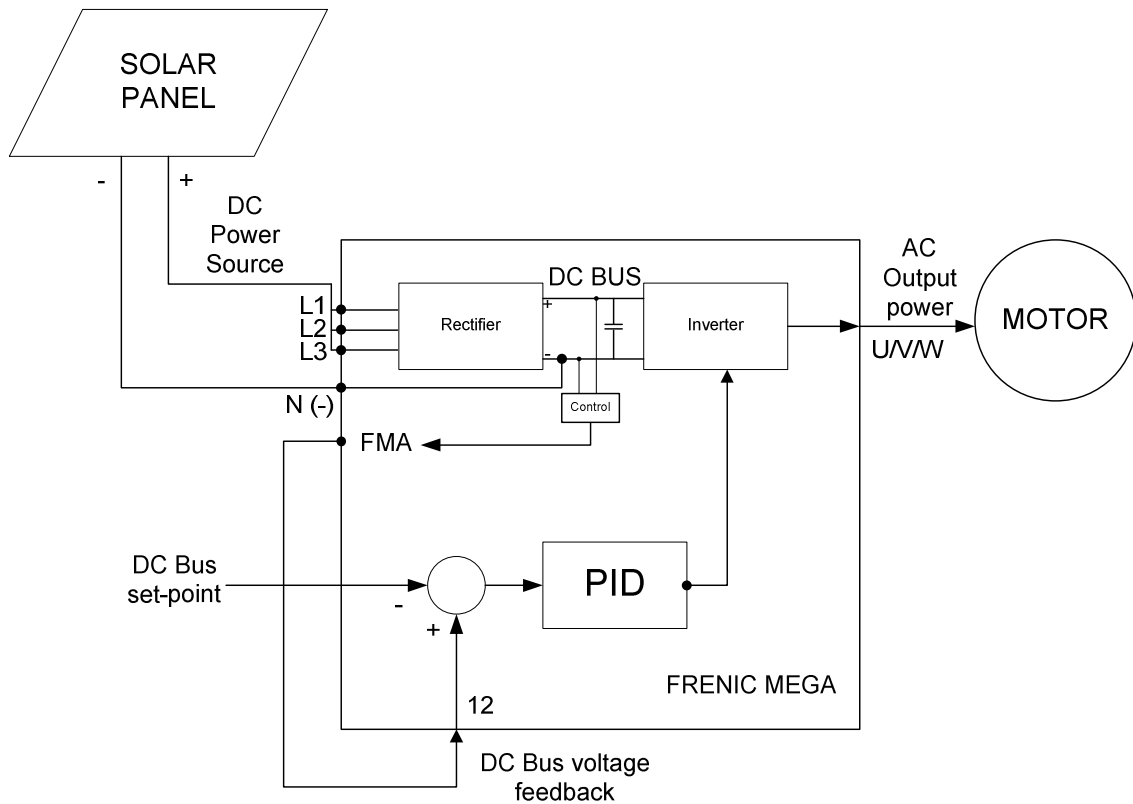 SOLAR
PANEL
-
+
DC
Power
Source
L1
L2
L3
N (-)
Rectifier
DC BUS
+
-
Inverter
Control
FMA
AC
Output
power
U/V/W
MOTOR
DC Bus
set-point
-
+
PID
12
FRENIC MEGA
DC Bus voltage
feedback